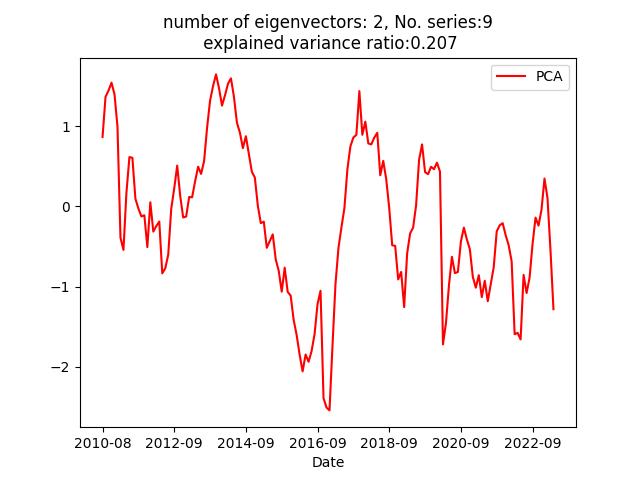 number of eigenvectors: 2, No. series:9
explained variance ratio:0.207
PCA
1
0
−1
−2
2010-08 2012-09 2014-09 2016-09 2018-09 2020-09 2022-09
Date